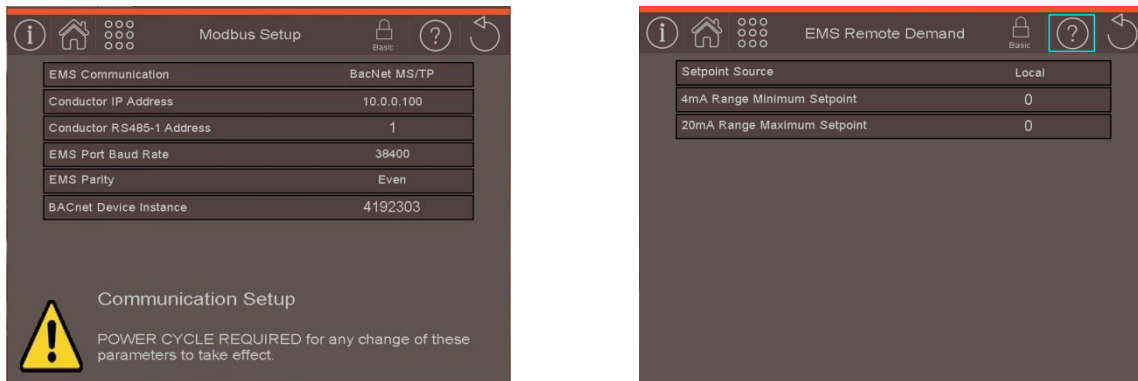 Modbus Setup
Basic
?
EMS Communication BacNet MS/TP
Conductor IP Address 10.0.0.100
Conductor RS485-1 Address 1
EMS Port Baud Rate 38400
EMS Parity Even
BACnet Device Instance 4192303
Communication Setup
POWER CYCLE REQUIRED for any change of these
parameters to take effect.
EMS Remote Demand
Basic
?
Setpoint Source Local
4mA Range Minimum Setpoint 0
20mA Range Maximum Setpoint 0